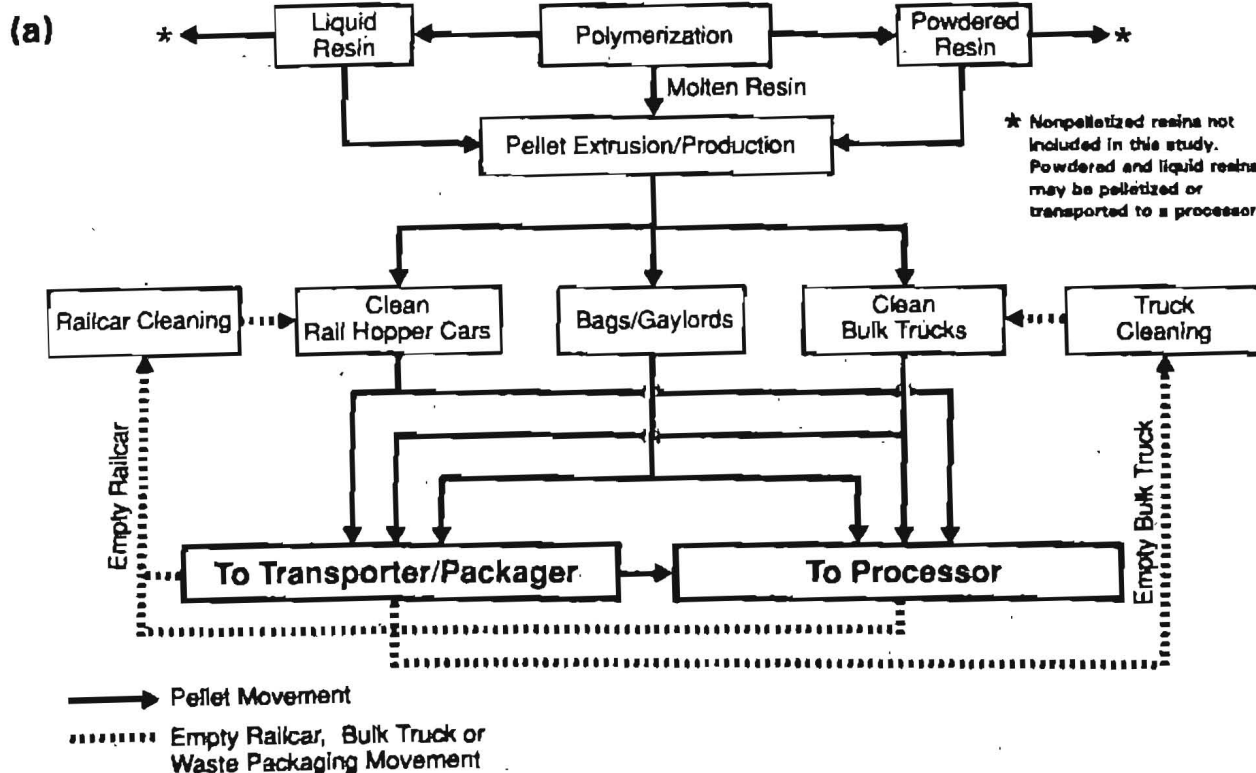 (a)
* Liquid Resin
Polymerization
Powdered Resin *
Molten Resin
Pellet Extrusion/Production
* Nonpelletized resins not
included in this study.
Powdered and liquid resins
may be pelletized or
transported to a processor
Railcar Cleaning
Clean
Rail Hopper Cars
Bags/Gaylords
Clean
Bulk Trucks
Truck
Cleaning
Empty Railcar
Empty Bulk Truck
To Transporter/Packager
To Processor
Pellet Movement
Empty Railcar, Bulk Truck or
Waste Packaging Movement